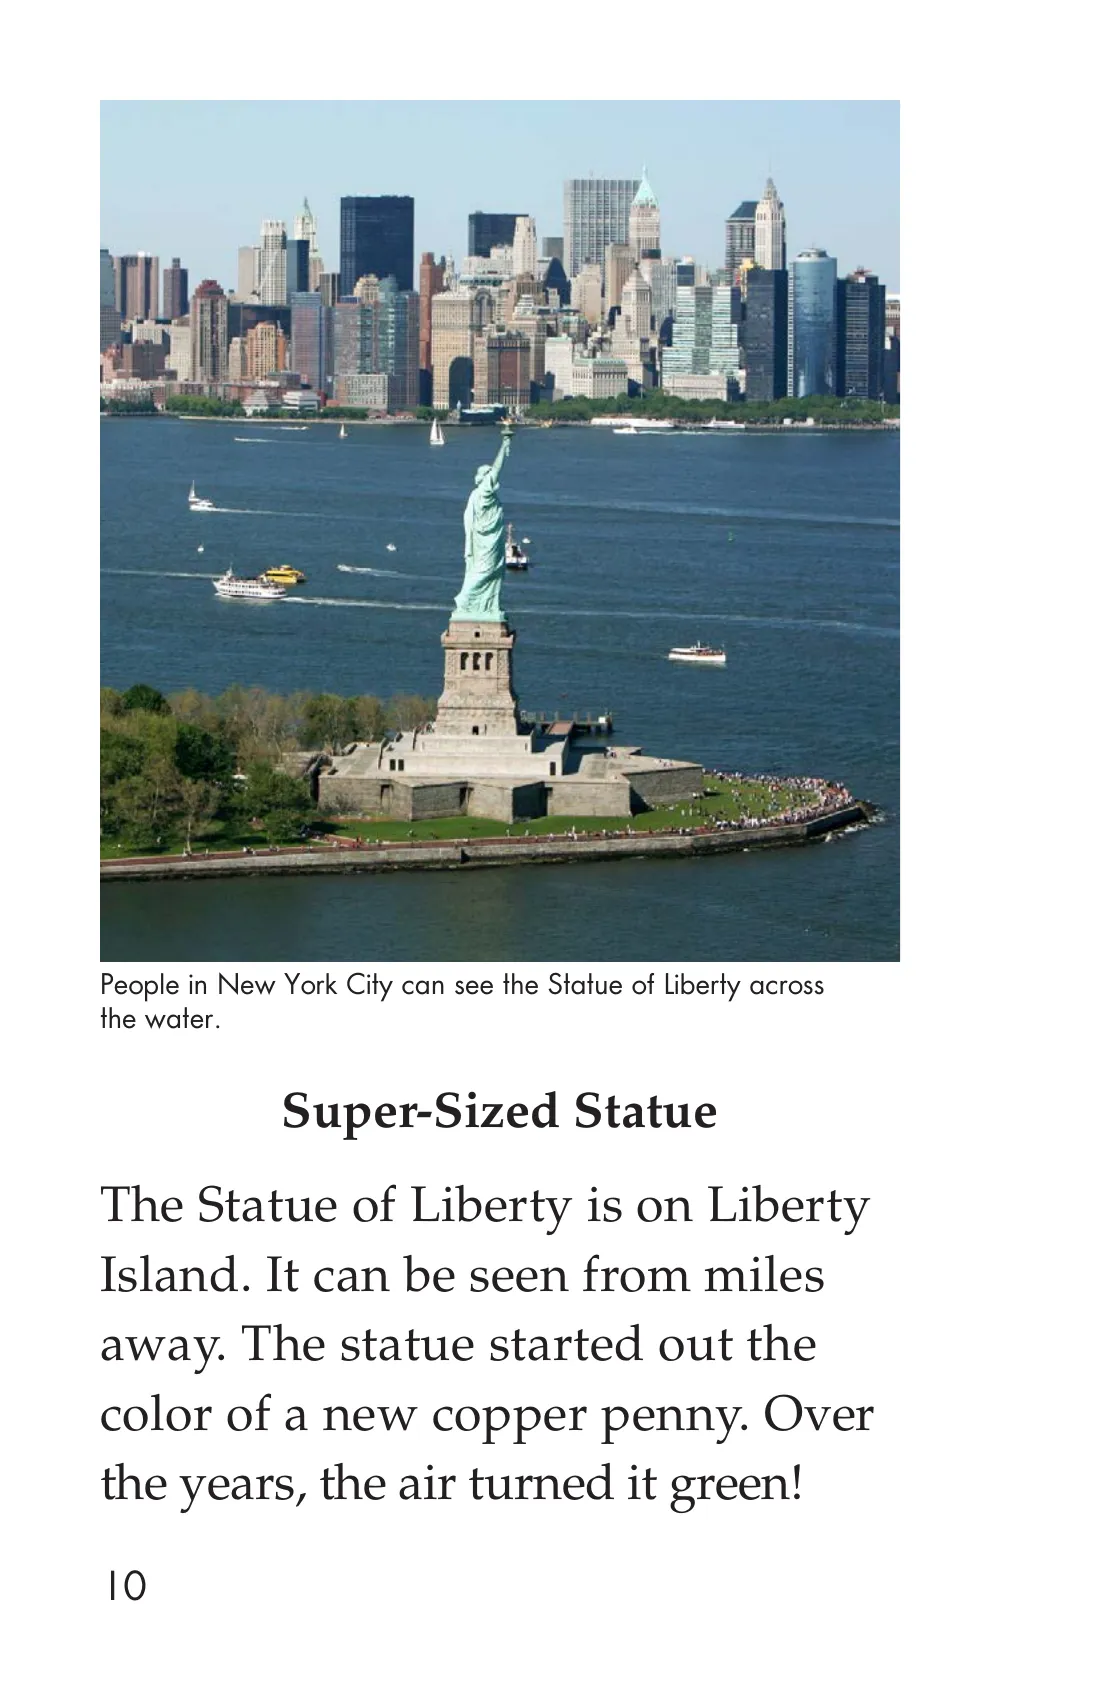 People in New York City can see the Statue of Liberty across
the water.
Super-Sized Statue
The Statue of Liberty is on Liberty
Island. It can be seen from miles
away. The statue started out the
color of a new copper penny. Over
the years, the air turned it green!
10